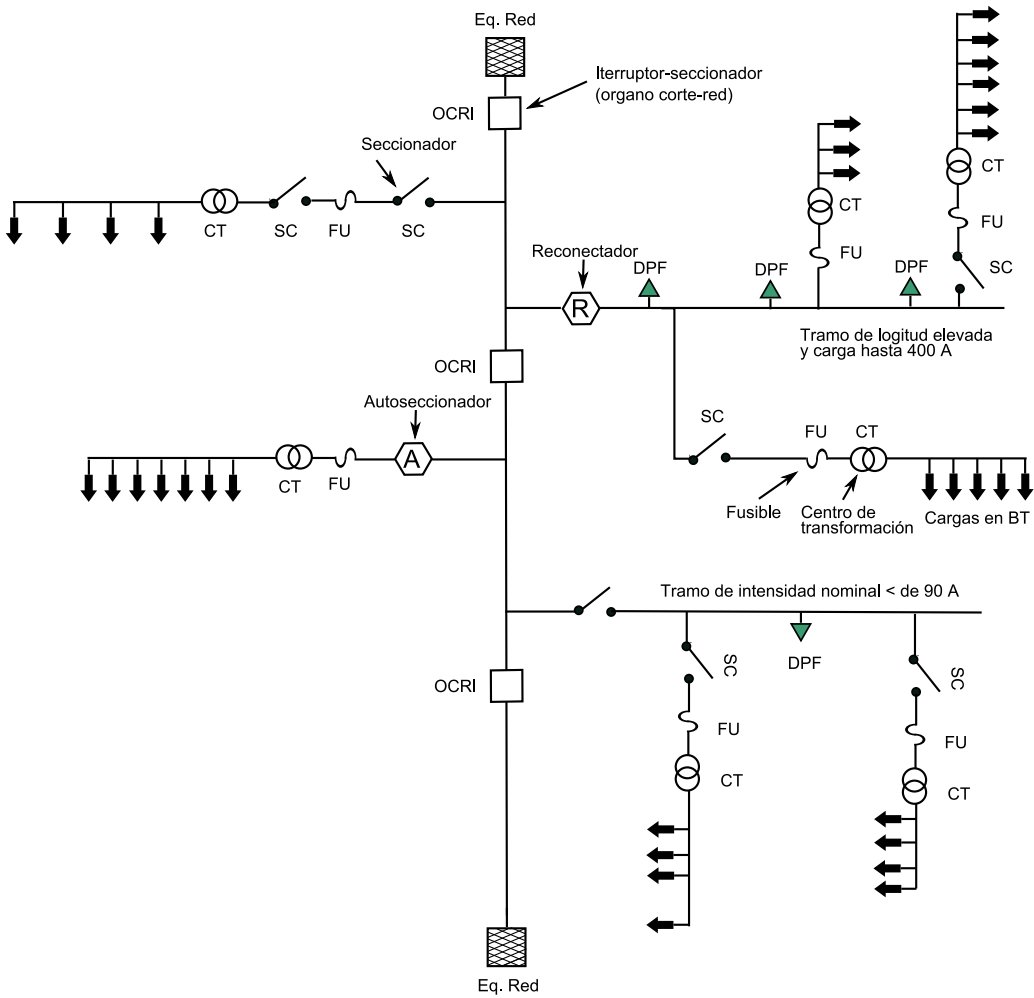 Eq. Red
Iterruptor-seccionador
(organo corte-red)
OCRI
Seccionador
CT
SC
FU
SC
CT
FU
CT
FU
SC
Reconectador
R
DPF
DPF
DPF
Tramo de logitud elevada
y carga hasta 400 A
OCRI
Autoseccionador
A
CT
FU
SC
FU
CT
Fusible
Centro de
transformación
Cargas en BT
Tramo de intensidad nominal < de 90 A
DPF
OCRI
SC
FU
CT
SC
FU
CT
Eq. Red